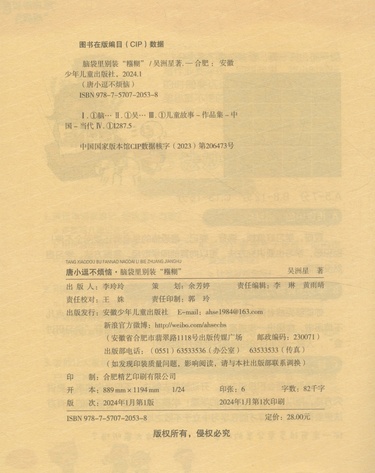 图书在版编目（CIP）数据
脑袋里别装“糨糊”/吴洲星著. — 合肥：安徽
少年儿童出版社, 2024.1
（唐小逗不烦恼）
ISBN 978-7-5707-2053-8
Ⅰ.①脑… Ⅱ.①吴… Ⅲ.①儿童故事－作品集－中
国－当代 Ⅳ.①I287.5
中国国家版本馆CIP数据核字（2023）第206473号
TANG XIAODOU BU FANNAO NAODAI LI BIE ZHUANG JIANGHU
唐小逗不烦恼·脑袋里别装“糨糊” 吴洲星 著
出版人：李玲玲 策划：余芳婷 责任编辑：李琳 黄雨晴
责任校对：王姝 责任印制：郭玲
出版发行：安徽少年儿童出版社 E-mail：ahse1984@163.com
新浪官方微博：http://weibo.com/ahsecbs
（安徽省合肥市翡翠路1118号出版传媒广场 邮政编码：230071）
出版部电话：（0551）63533536（办公室） 63533533（传真）
（如发现印装质量问题，影响阅读，请与本社出版部联系调换）
印制：合肥精艺印刷有限公司
开本：889 mm×1194 mm 1/24 印张：6 字数：82千字
版次：2024年1月第1版 2024年1月第1次印刷
ISBN 978-7-5707-2053-8 定价：28.00元
版权所有，侵权必究